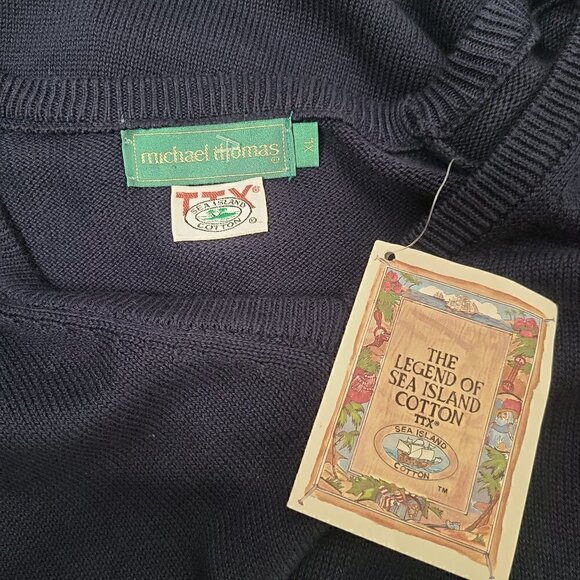 michael thomas
©
XL
TTX®
SEA ISLAND
COTTON
®
THE
LEGEND OF
SEA ISLAND
COTTON
TTX®
SEA ISLAND
COTTON
TM